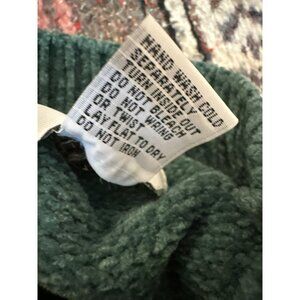 HAND WASH COLD
SEPARATELY
TURN INSIDE OUT
DO NOT BLEACH
DO NOT WRING
OR TWIST
LAY FLAT TO DRY
DO NOT IRON